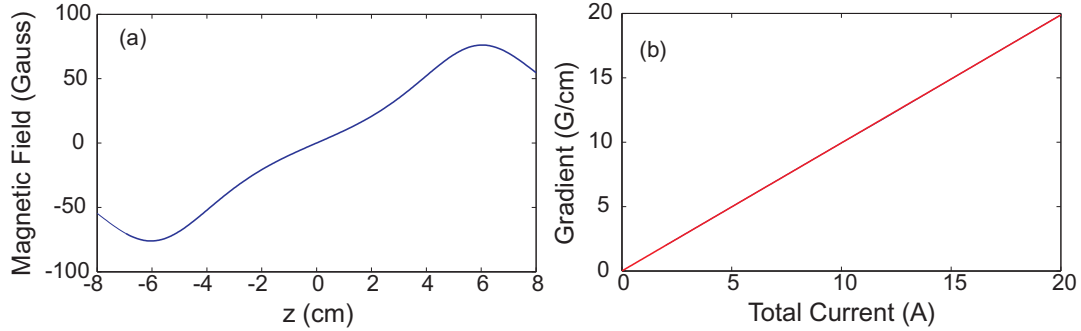 (a)
Magnetic Field (Gauss)
100
50
0
-50
-100
-8 -6 -4 -2 0 2 4 6 8
z (cm)
(b)
Gradient (G/cm)
20
15
10
5
0
0 5 10 15 20
Total Current (A)